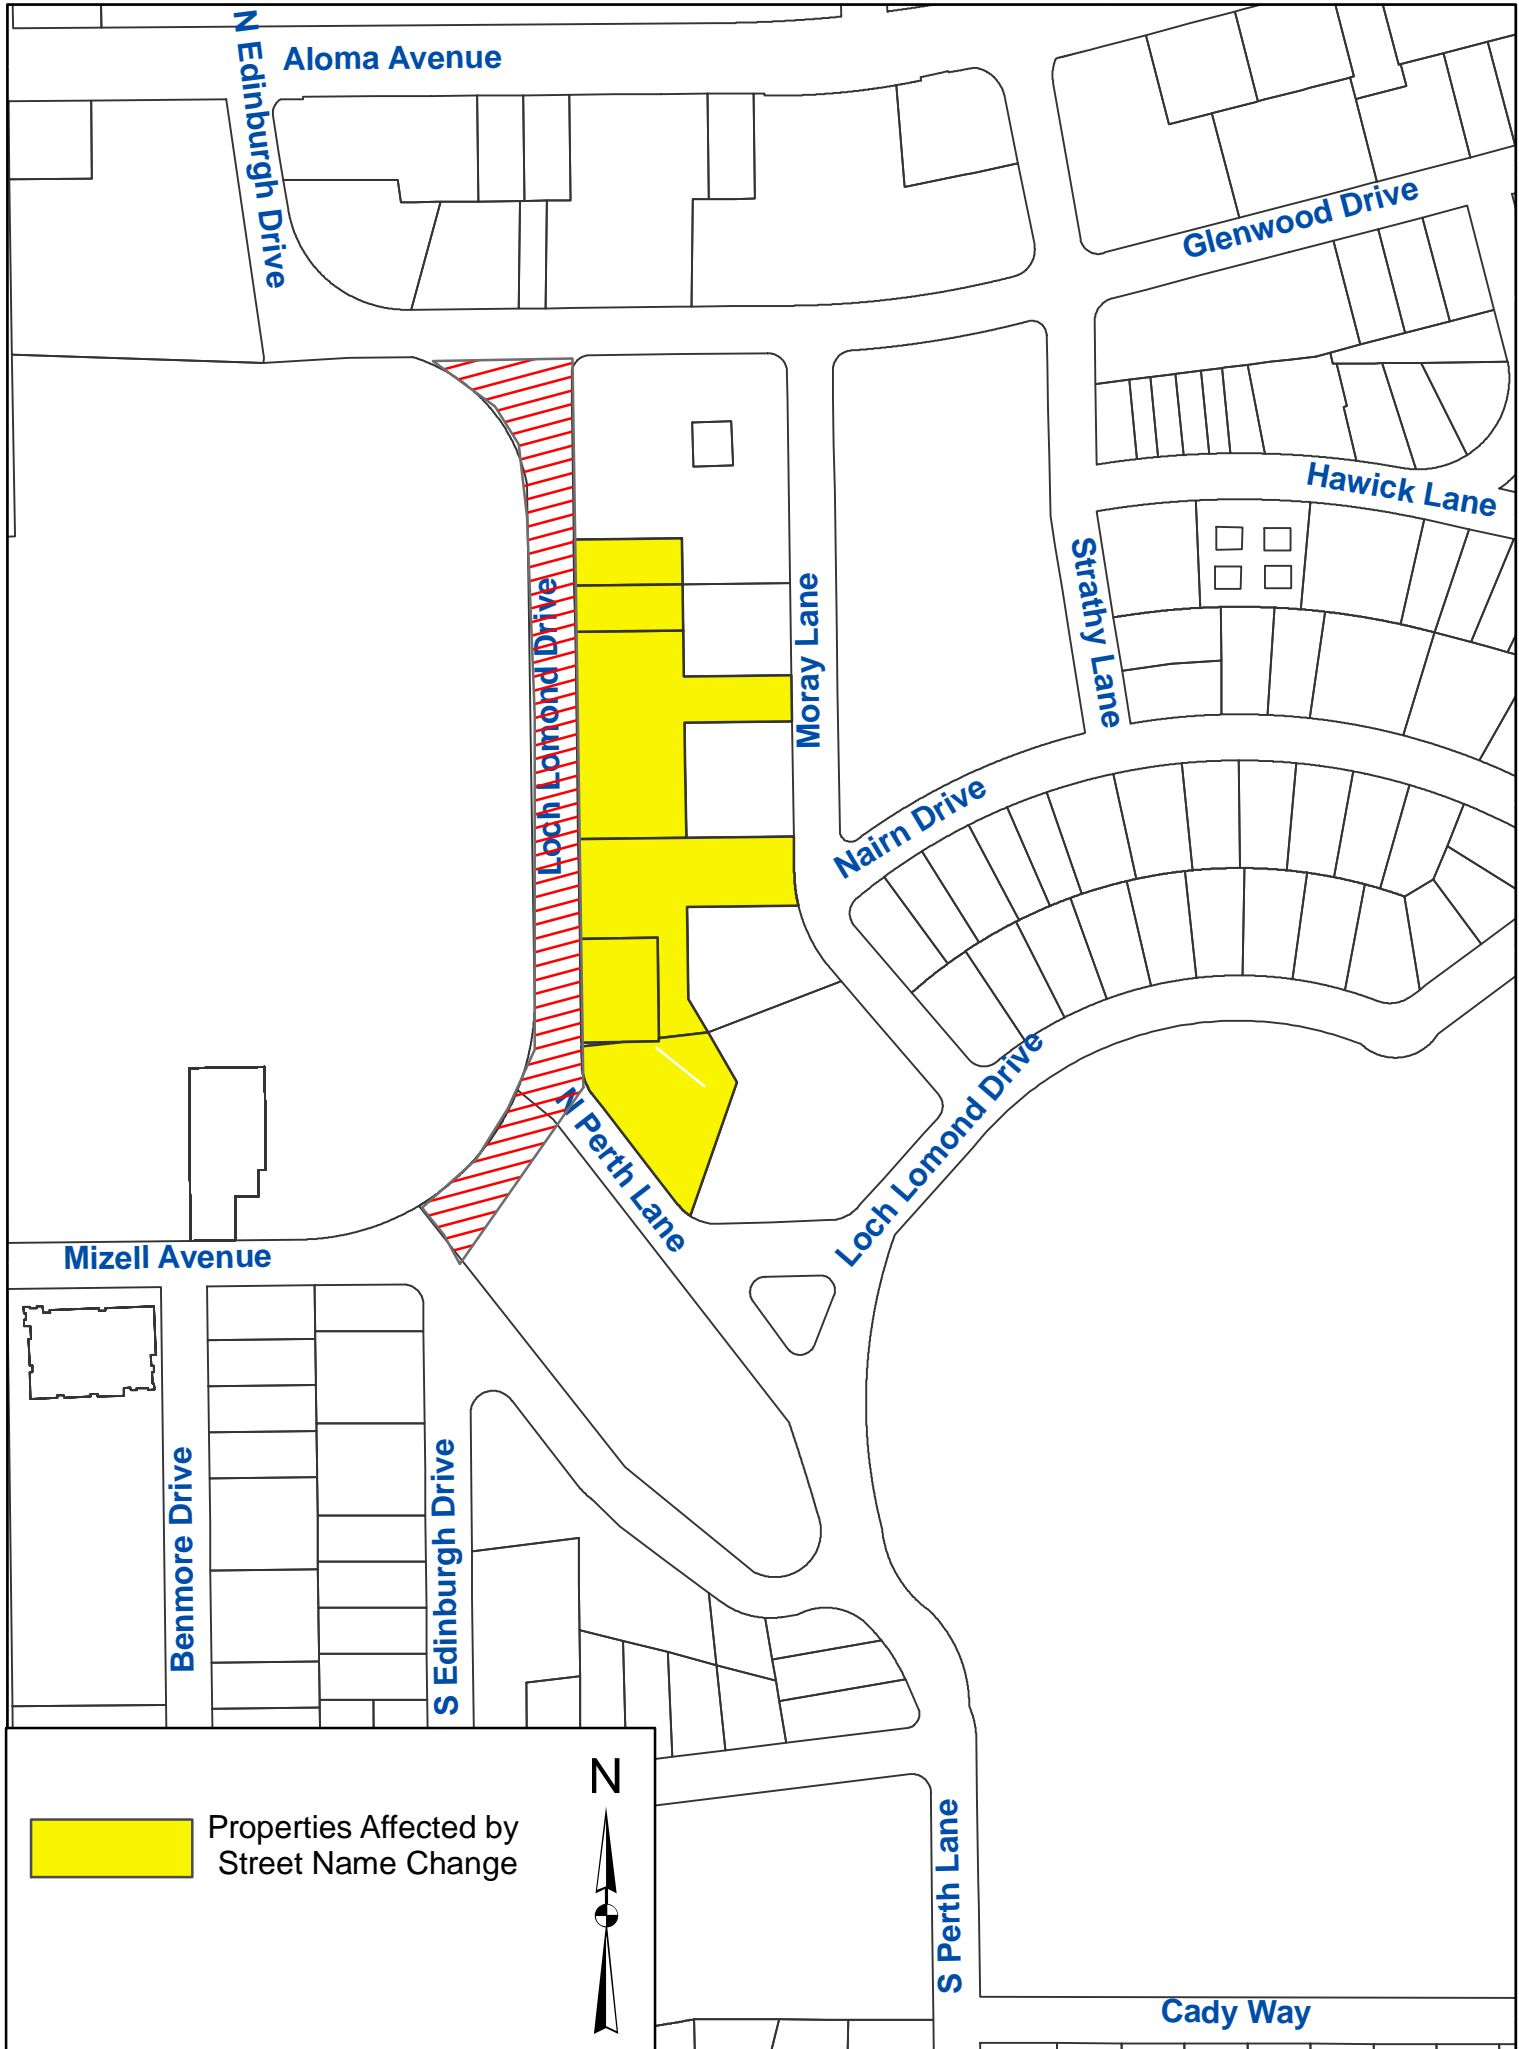 N Edinburgh Drive
Aloma Avenue
Glenwood Drive
Hawick Lane
Strathy Lane
Moray Lane
Loch Lomond Drive
Nairn Drive
Loch Lomond Drive
N Perth Lane
Mizell Avenue
Benmore Drive
S Edinburgh Drive
S Perth Lane
Cady Way
N
Properties Affected by
Street Name Change